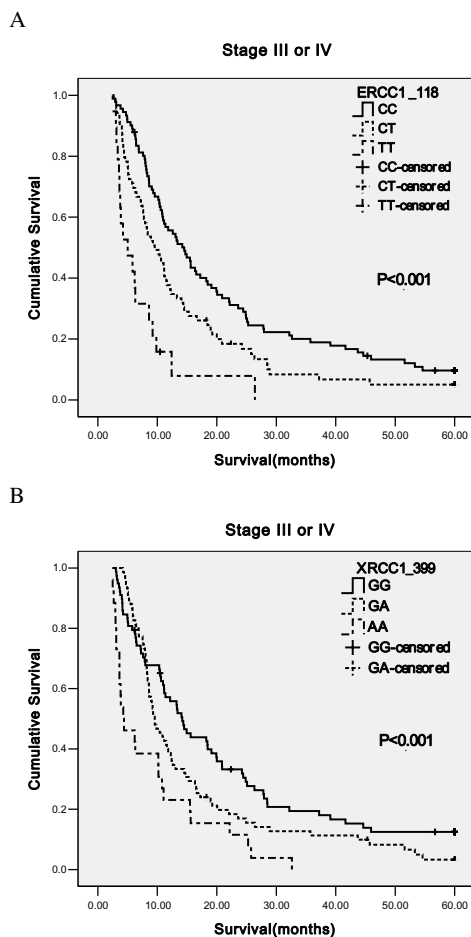 A
Stage III or IV
ERCC1_118
CC
CT
TT
CC-censored
CT-censored
TT-censored
P<0.001
Cumulative Survival
1.0
0.8
0.6
0.4
0.2
0.0
0.00 10.00 20.00 30.00 40.00 50.00 60.00
Survival(months)
B
Stage III or IV
XRCC1_399
GG
GA
AA
GG-censored
GA-censored
P<0.001
Cumulative Survival
1.0
0.8
0.6
0.4
0.2
0.0
0.00 10.00 20.00 30.00 40.00 50.00 60.00
Survival(months)